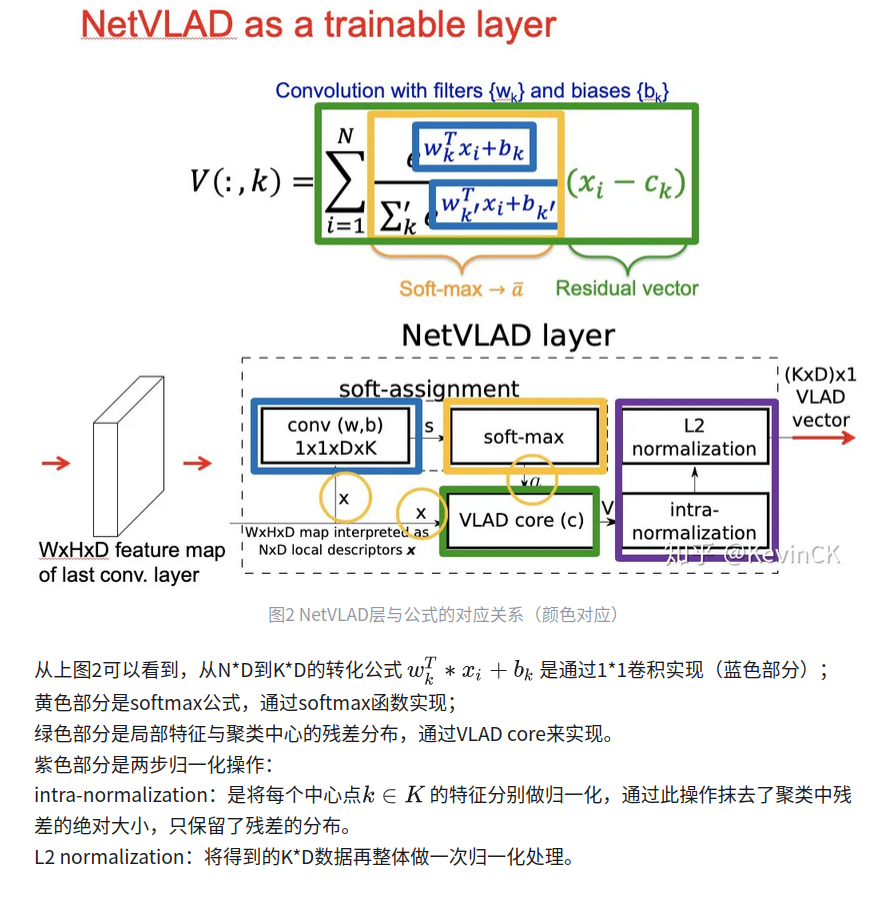 NetVLAD as a trainable layer
Convolution with filters {wₖ} and biases {bₖ}
V(:,k) = ∑_{i=1}^{N} e^{w_k^T x_i+b_k} / ∑'_k e^{w_{k'}^T x_i+b_{k'}} (x_i − c_k)
Soft-max → ā
Residual vector
NetVLAD layer
(KxD)x1
VLAD
vector
soft-assignment
conv (w,b)
1x1xDxK
s
soft-max
L2
normalization
x
a
x
VLAD core (c)
V
intra-
normalization
WxHxD map interpreted as
NxD local descriptors x
WxHxD feature map
of last conv. layer
知乎 @KevinCK
图2 NetVLAD层与公式的对应关系（颜色对应）
从上图2可以看到，从N*D到K*D的转化公式 w_k^T * x_i + b_k 是通过1*1卷积实现（蓝色部分）；
黄色部分是softmax公式，通过softmax函数实现；
绿色部分是局部特征与聚类中心的残差分布，通过VLAD core来实现。
紫色部分是两步归一化操作：
intra-normalization：是将每个中心点k ∈ K 的特征分别做归一化，通过此操作抹去了聚类中残
差的绝对大小，只保留了残差的分布。
L2 normalization：将得到的K*D数据再整体做一次归一化处理。